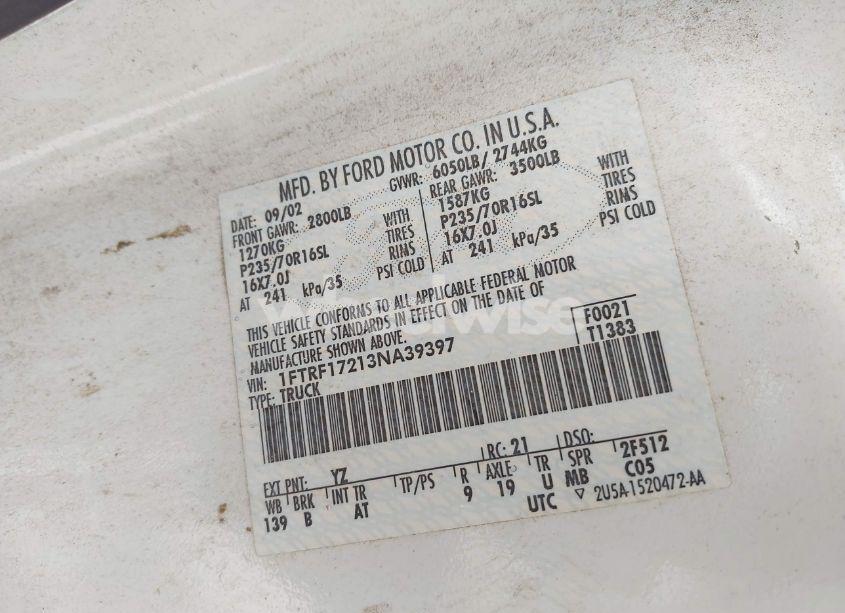 MFD. BY FORD MOTOR CO. IN U.S.A.
DATE: 09/02 GVWR: 6050LB/ 2744KG
FRONT GAWR: 2800LB REAR GAWR: 3500LB
1270KG WITH 1587KG WITH
P235/70R16SL TIRES P235/70R16SL TIRES
16X7.0J RIMS 16X7.0J RIMS
AT 241 kPa/35 PSI COLD AT 241 kPa/35 PSI COLD
THIS VEHICLE CONFORMS TO ALL APPLICABLE FEDERAL MOTOR
VEHICLE SAFETY STANDARDS IN EFFECT ON THE DATE OF
MANUFACTURE SHOWN ABOVE.
VIN: 1FTRF17213NA39397 F0021
TYPE: TRUCK T1383
EXT PNT: YZ RC: 21 DSO:
WB BRK INT TR TP/PS R AXLE TR SPR 2F512
139 B AT 9 19 U MB C05
UTC ▽ 2U5A-1520472-AA